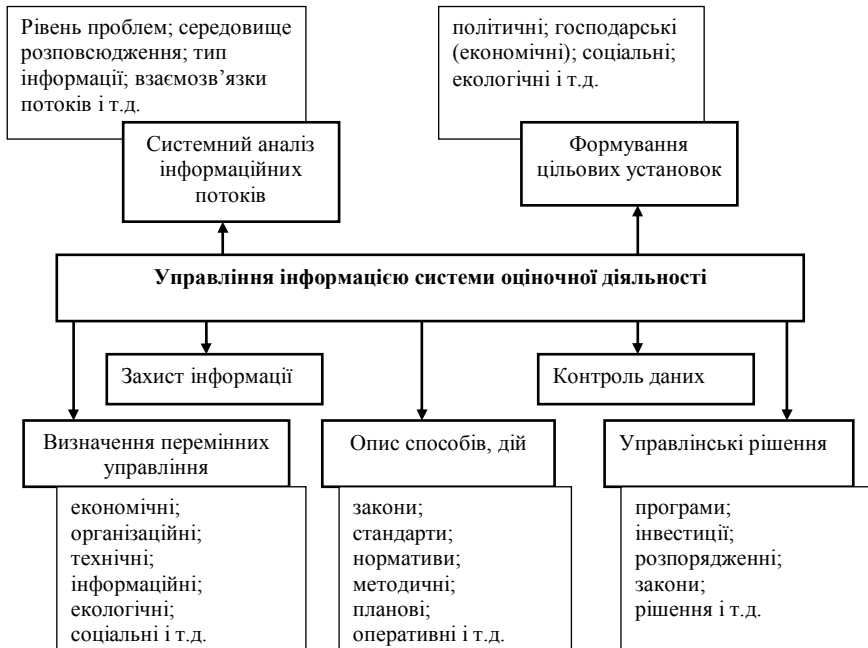 Рівень проблем; середовище
розповсюдження; тип
інформації; взаємозв’язки
потоків і т.д.
політичні; господарські
(економічні); соціальні;
екологічні і т.д.
Системний аналіз
інформаційних
потоків
Формування
цільових установок
Управління інформацією системи оціночної діяльності
Захист інформації
Контроль даних
Визначення перемінних
управління
Опис способів, дій
Управлінські рішення
економічні;
організаційні;
технічні;
інформаційні;
екологічні;
соціальні і т.д.
закони;
стандарти;
нормативи;
методичні;
планові;
оперативні і т.д.
програми;
інвестиції;
розпорядженні;
закони;
рішення і т.д.